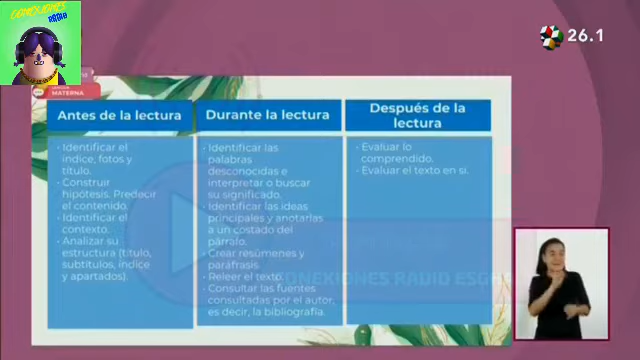 CONEXIONES
RADIO
26.1
LENGUA
MATERNA
Antes de la lectura
Durante la lectura
Después de la
lectura
• Identificar el
índice, fotos y
título.
• Construir
hipótesis. Predecir
el contenido.
• Identificar el
contexto.
• Analizar su
estructura (título,
subtítulos, índice
y apartados).
• Identificar las
palabras
desconocidas e
interpretar o buscar
su significado.
• Identificar las ideas
principales y anotarlas
a un costado del
párrafo.
• Crear resúmenes y
paráfrasis
• Releer el texto.
• Consultar las fuentes
consultadas por el autor,
es decir, la bibliografía.
• Evaluar lo
comprendido.
• Evaluar el texto en sí.
CONEXIONES RADIO ESGH